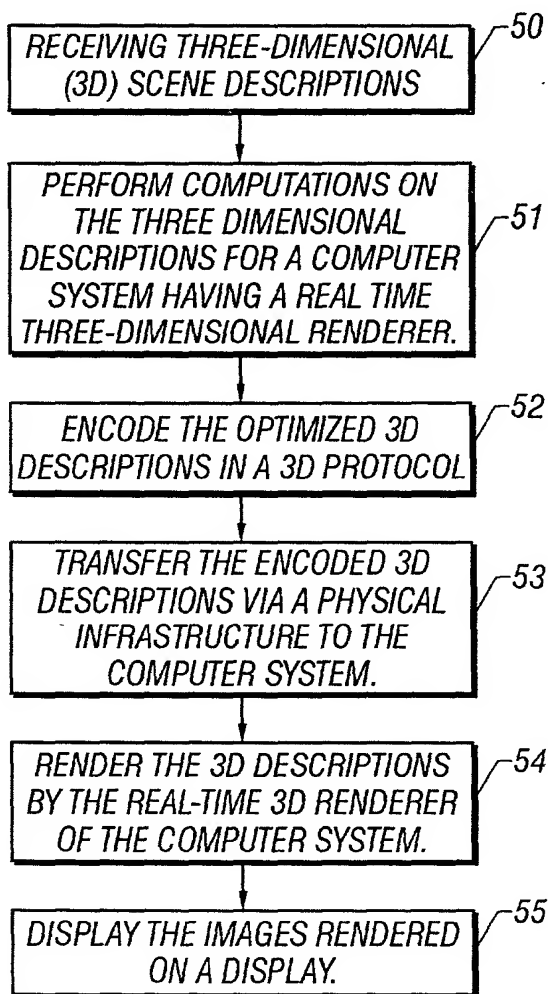 50
RECEIVING THREE-DIMENSIONAL
(3D) SCENE DESCRIPTIONS
51
PERFORM COMPUTATIONS ON
THE THREE DIMENSIONAL
DESCRIPTIONS FOR A COMPUTER
SYSTEM HAVING A REAL TIME
THREE-DIMENSIONAL RENDERER.
52
ENCODE THE OPTIMIZED 3D
DESCRIPTIONS IN A 3D PROTOCOL
53
TRANSFER THE ENCODED 3D
DESCRIPTIONS VIA A PHYSICAL
INFRASTRUCTURE TO THE
COMPUTER SYSTEM.
54
RENDER THE 3D DESCRIPTIONS
BY THE REAL-TIME 3D RENDERER
OF THE COMPUTER SYSTEM.
55
DISPLAY THE IMAGES RENDERED
ON A DISPLAY.